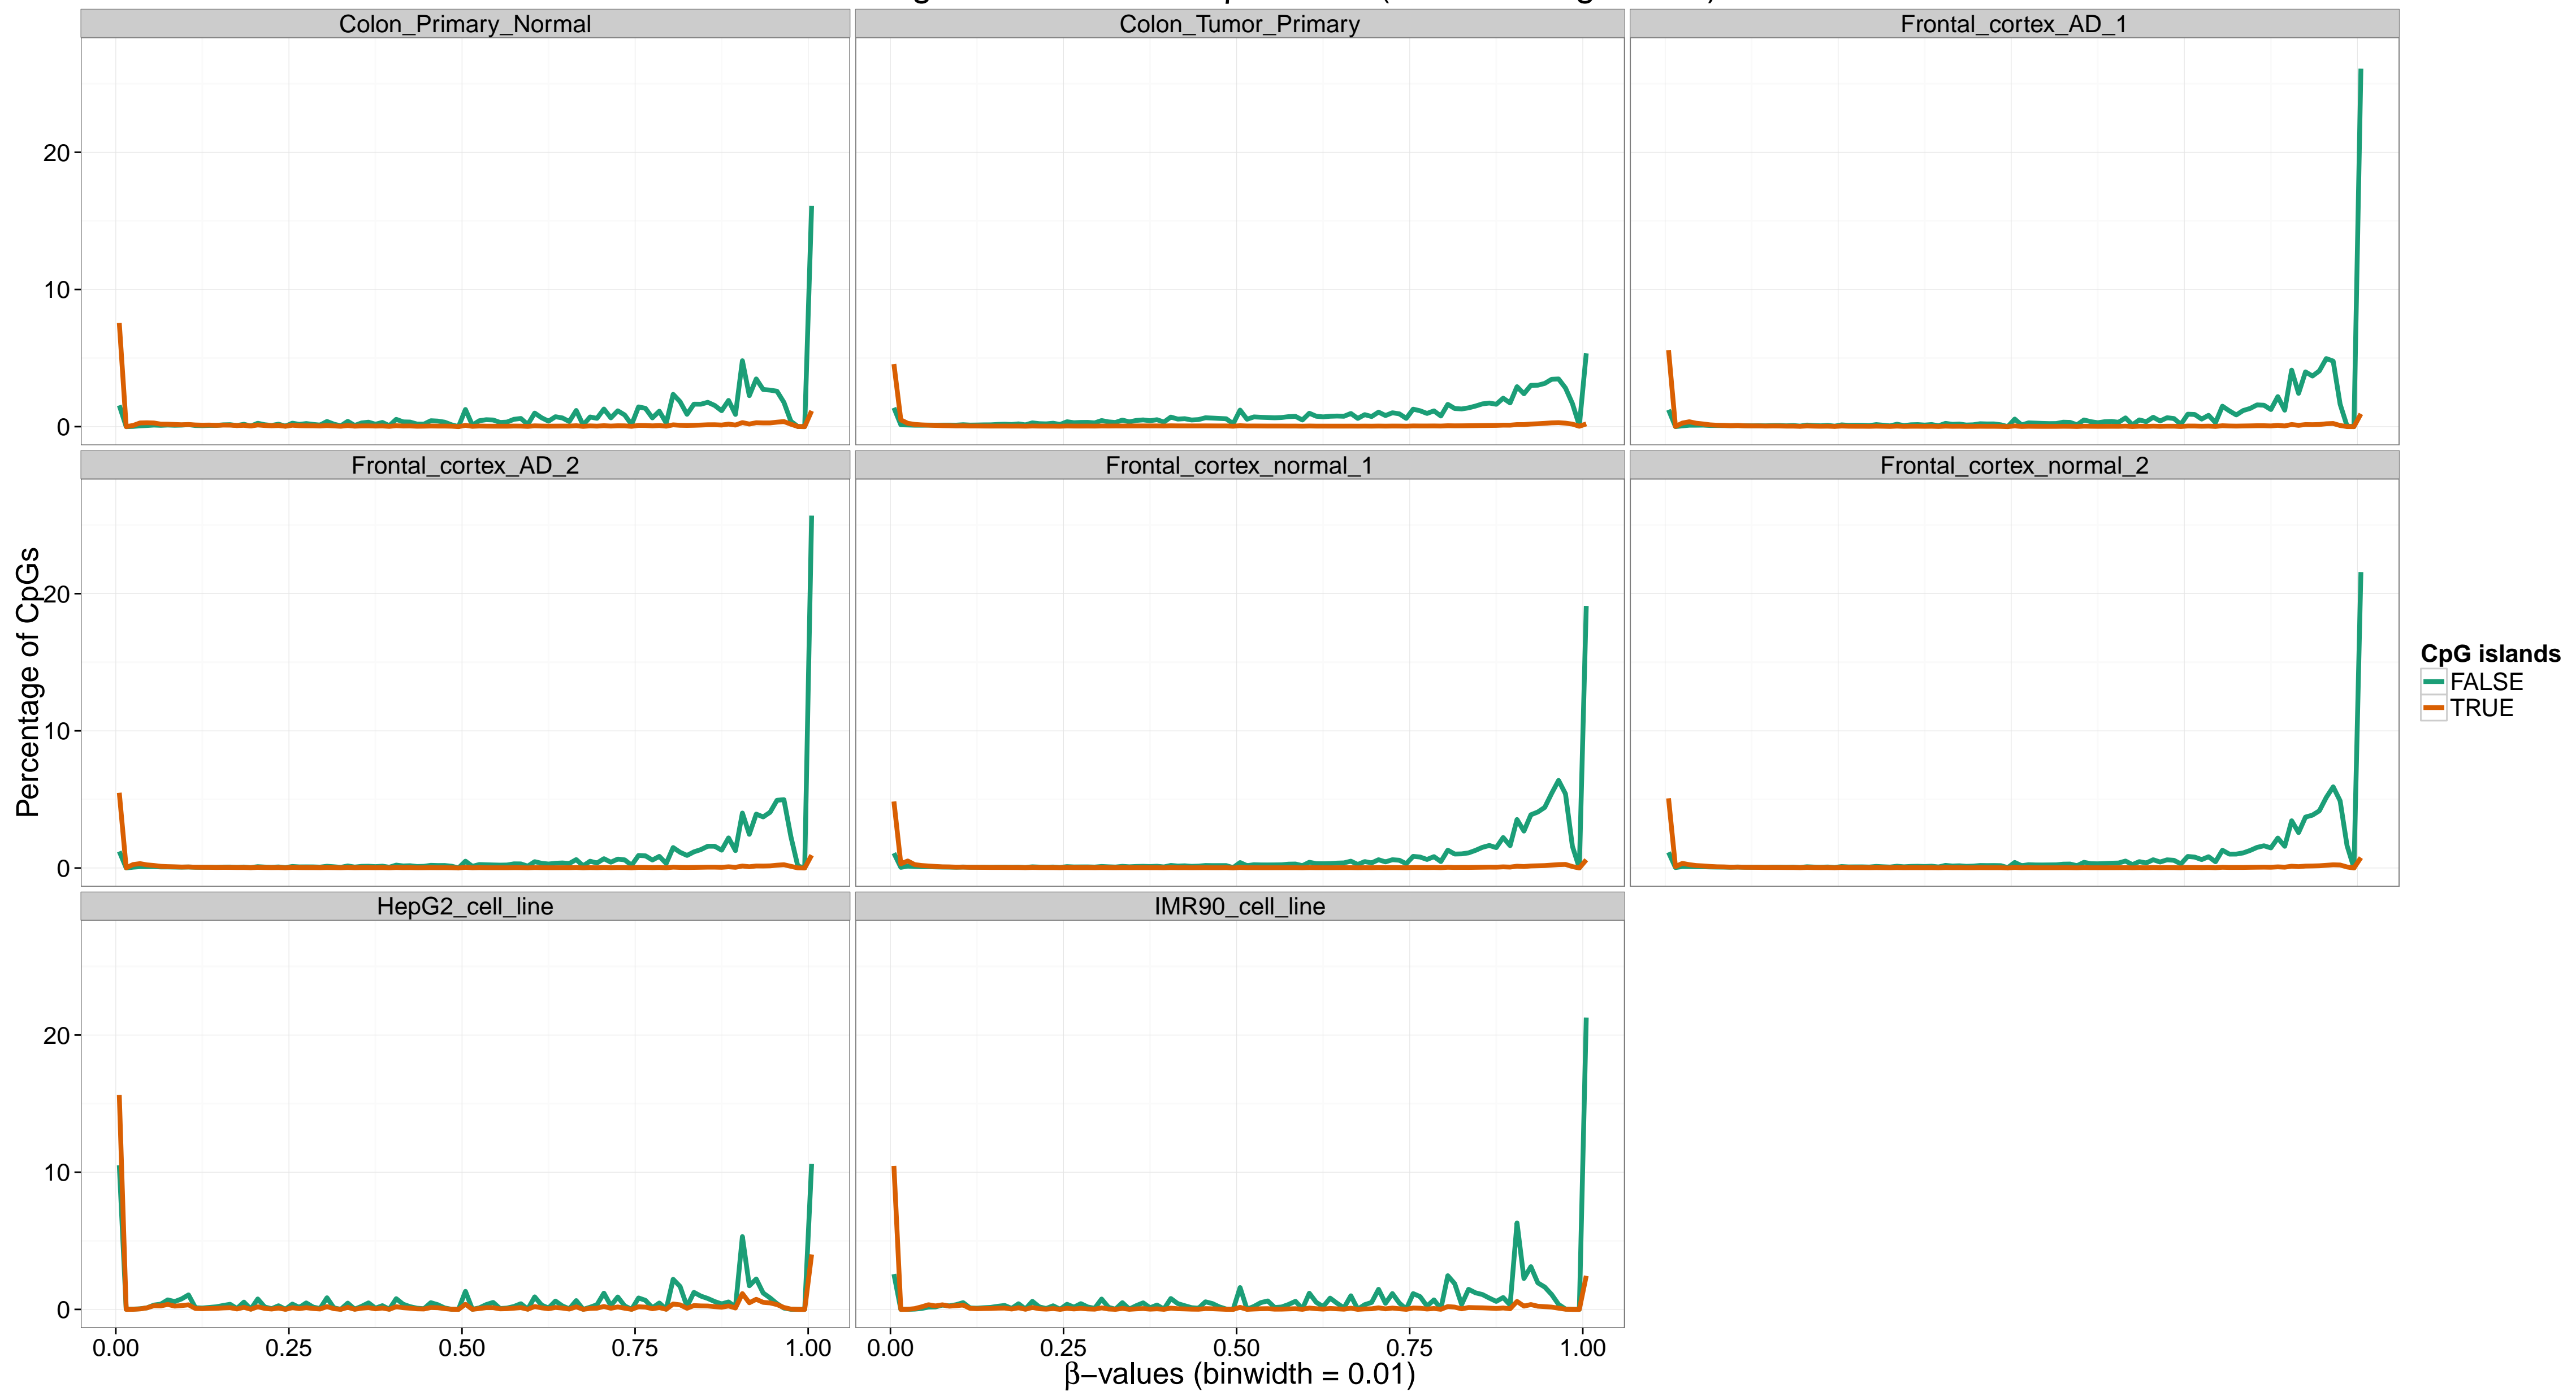 Colon_Primary_Normal
Colon_Tumor_Primary
Frontal_cortex_AD_1
20
10
0
Frontal_cortex_AD_2
Frontal_cortex_normal_1
Frontal_cortex_normal_2
20
10
0
HepG2_cell_line
IMR90_cell_line
20
10
0
0.00 0.25 0.50 0.75 1.00
0.00 0.25 0.50 0.75 1.00
Percentage of CpGs
β−values (binwidth = 0.01)
CpG islands
FALSE
TRUE